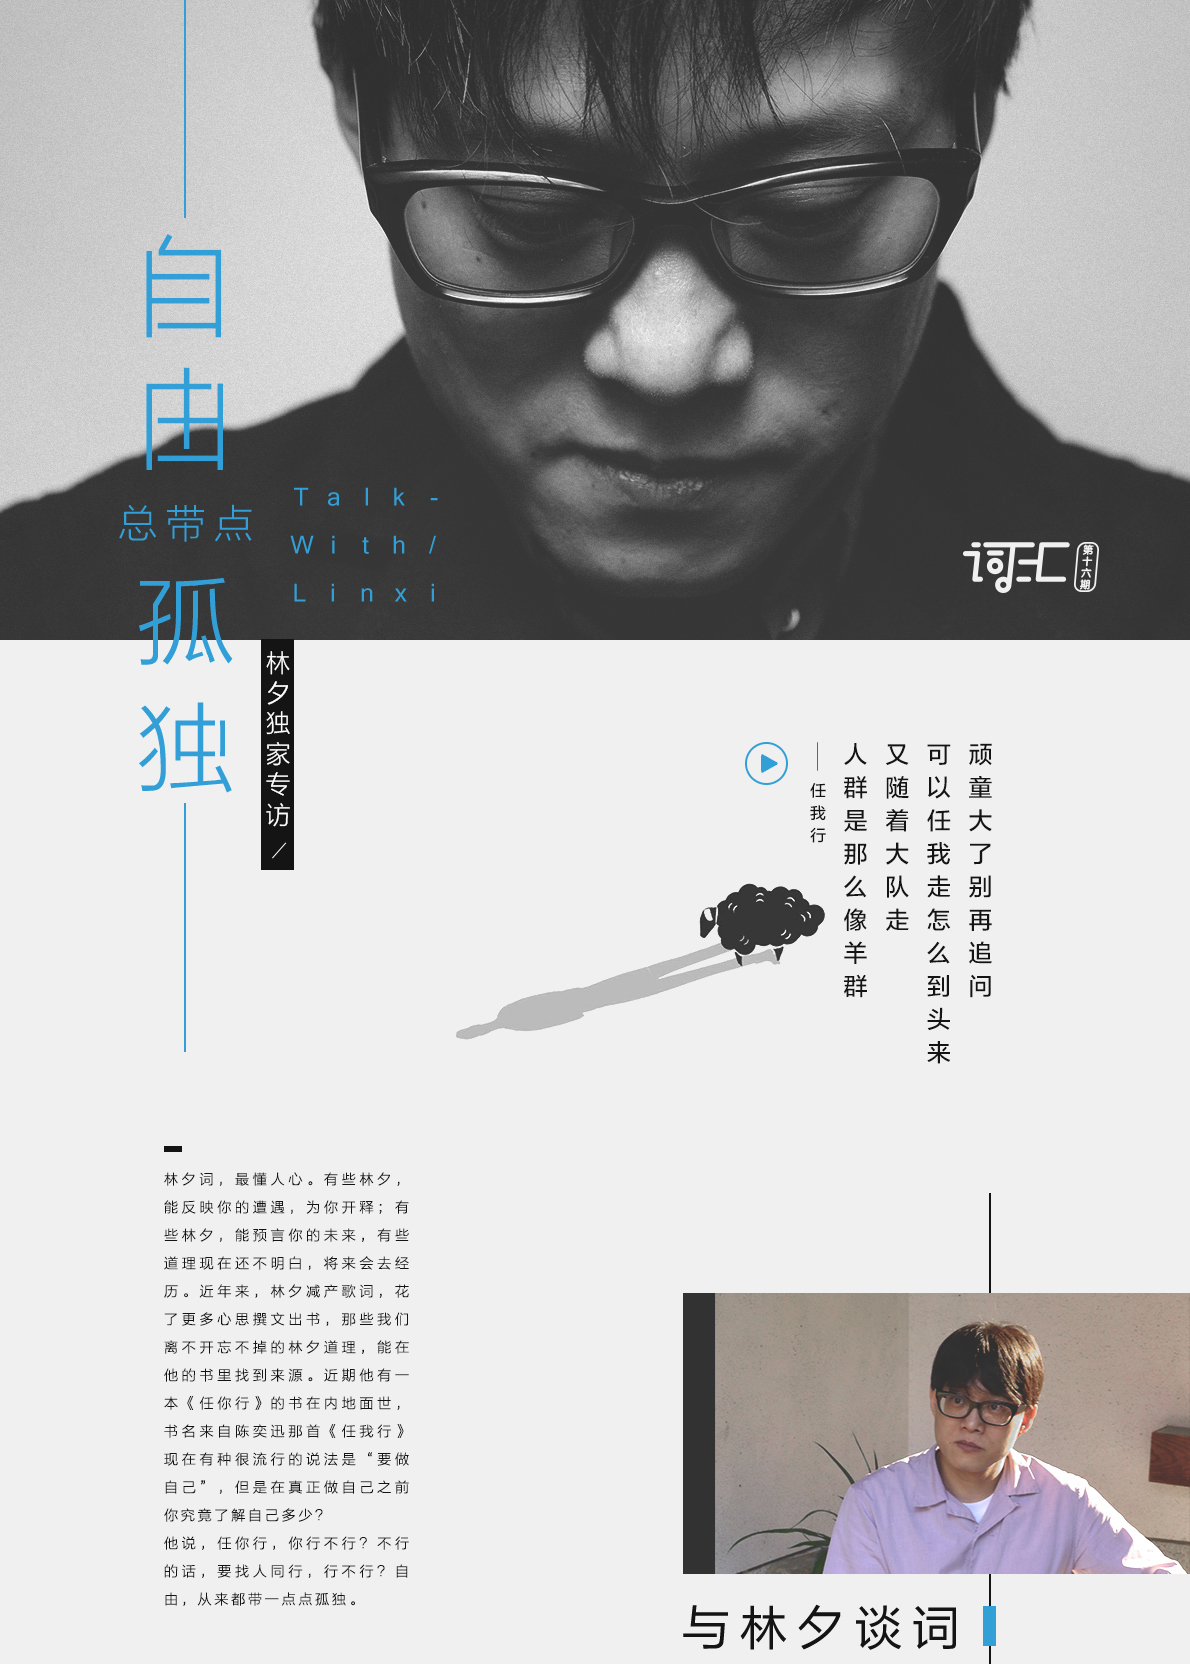 自由
总带点
孤独
Talk-
With/
Linxi
词汇
第十六期
林夕独家专访/
顽童大了别再追问
可以任我走怎么到头来
又随着大队走
人群是那么像羊群
——任我行
林夕词，最懂人心。有些林夕，
能反映你的遭遇，为你开释；有
些林夕，能预言你的未来，有些
道理现在还不明白，将来会去经
历。近年来，林夕减产歌词，花
了更多心思撰文出书，那些我们
离不开忘不掉的林夕道理，能在
他的书里找到来源。近期他有一
本《任你行》的书在内地面世，
书名来自陈奕迅那首《任我行》
现在有种很流行的说法是“要做
自己”，但是在真正做自己之前
你究竟了解自己多少？
他说，任你行，你行不行？不行
的话，要找人同行，行不行？自
由，从来都带一点点孤独。
与林夕谈词